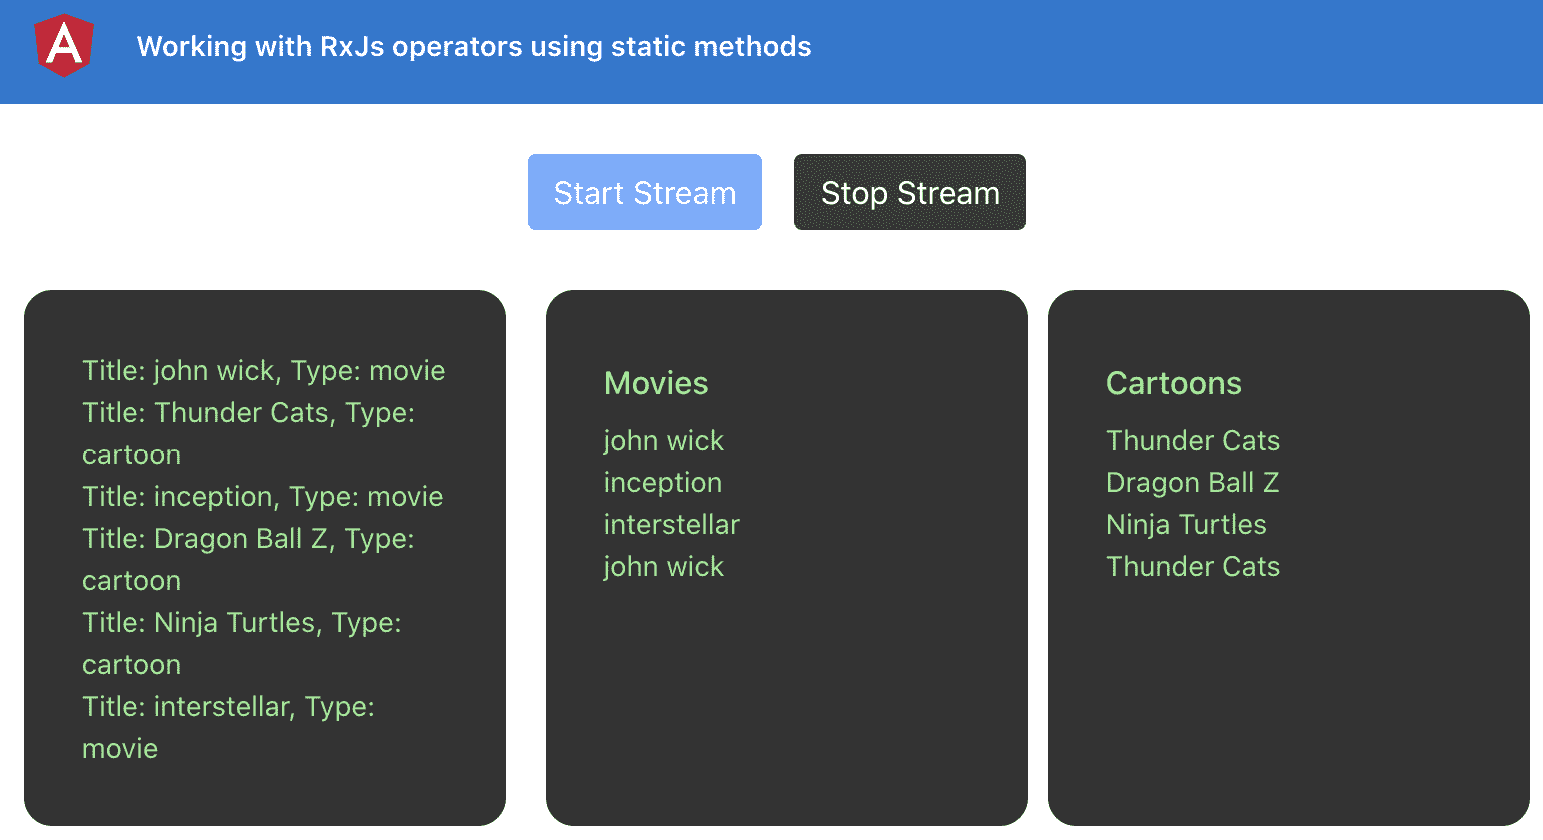 Working with RxJs operators using static methods
Start Stream
Stop Stream
Title: john wick, Type: movie
Title: Thunder Cats, Type:
cartoon
Title: inception, Type: movie
Title: Dragon Ball Z, Type:
cartoon
Title: Ninja Turtles, Type:
cartoon
Title: interstellar, Type:
movie
Movies
john wick
inception
interstellar
john wick
Cartoons
Thunder Cats
Dragon Ball Z
Ninja Turtles
Thunder Cats